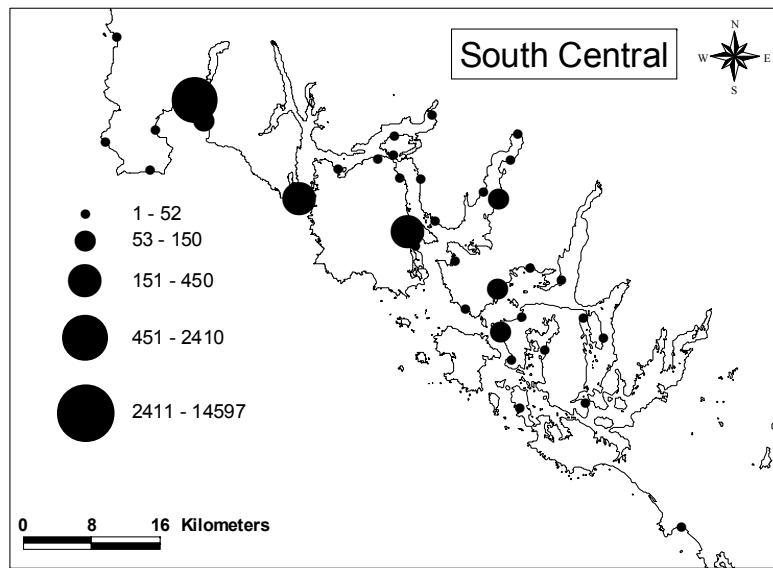 South Central
N
W E
S
1 - 52
53 - 150
151 - 450
451 - 2410
2411 - 14597
0 8 16 Kilometers